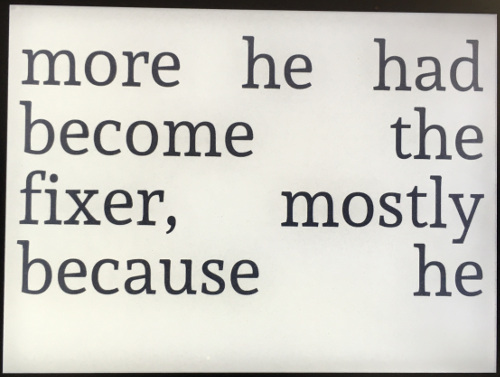 more he had
become the
fixer, mostly
because he